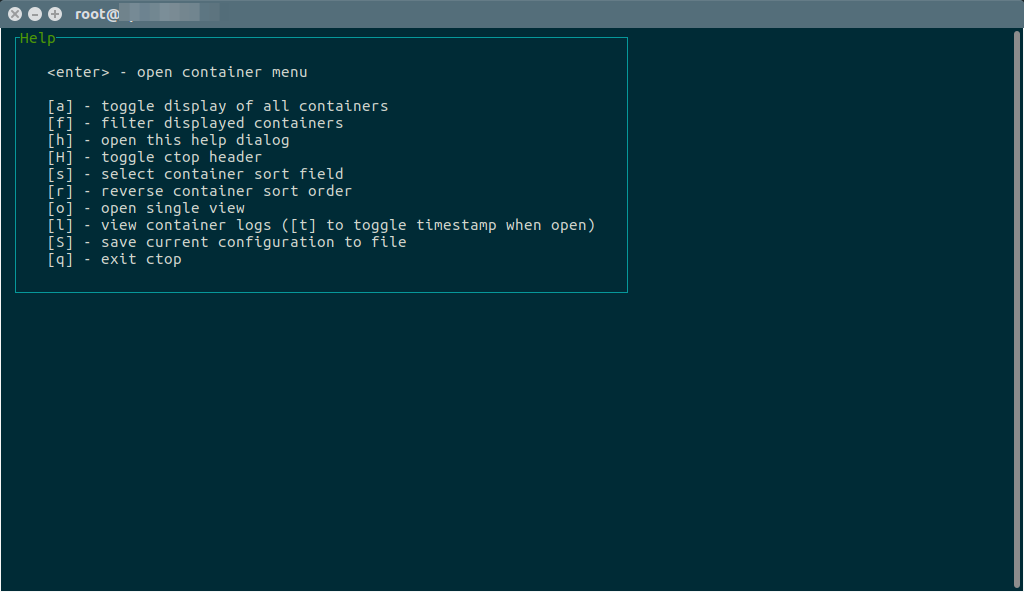 root@
Help
<enter> - open container menu
[a] - toggle display of all containers
[f] - filter displayed containers
[h] - open this help dialog
[H] - toggle ctop header
[s] - select container sort field
[r] - reverse container sort order
[o] - open single view
[l] - view container logs ([t] to toggle timestamp when open)
[S] - save current configuration to file
[q] - exit ctop